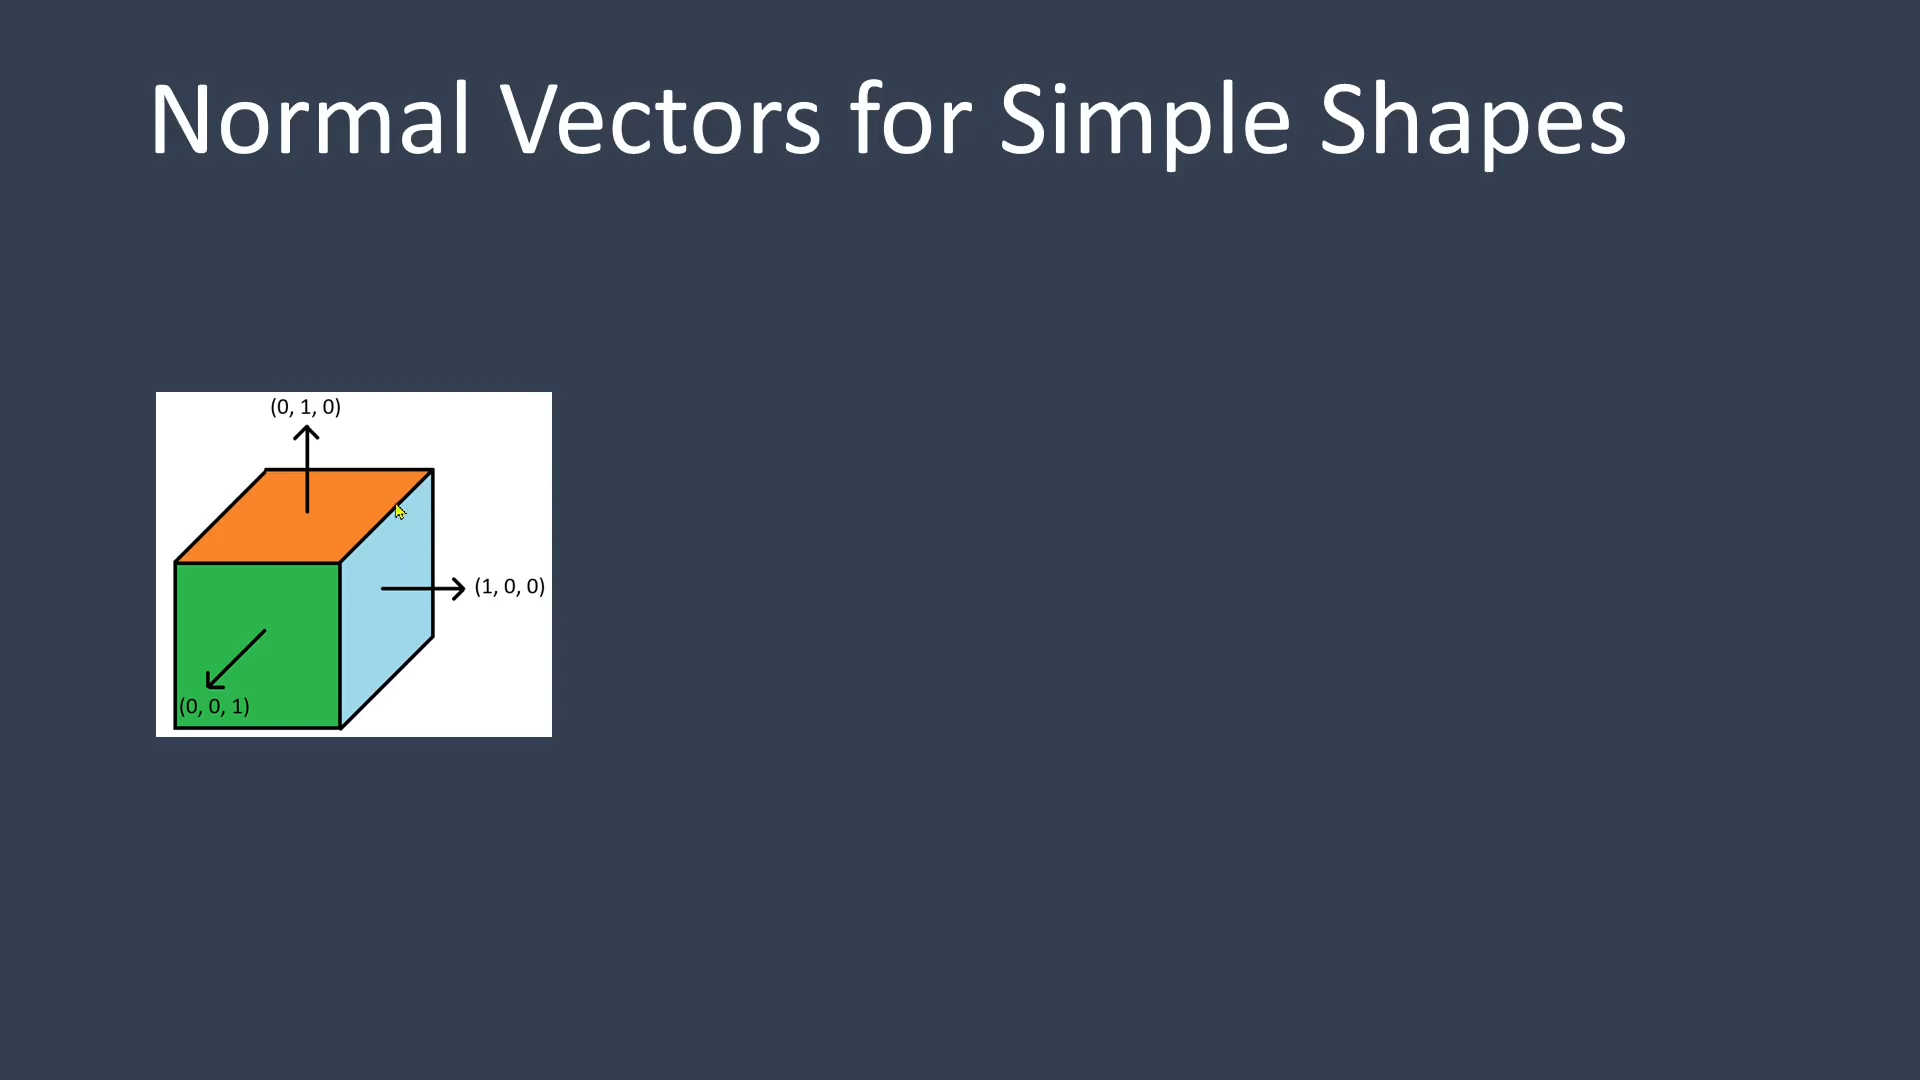 Normal Vectors for Simple Shapes
(0, 1, 0)
(1, 0, 0)
(0, 0, 1)